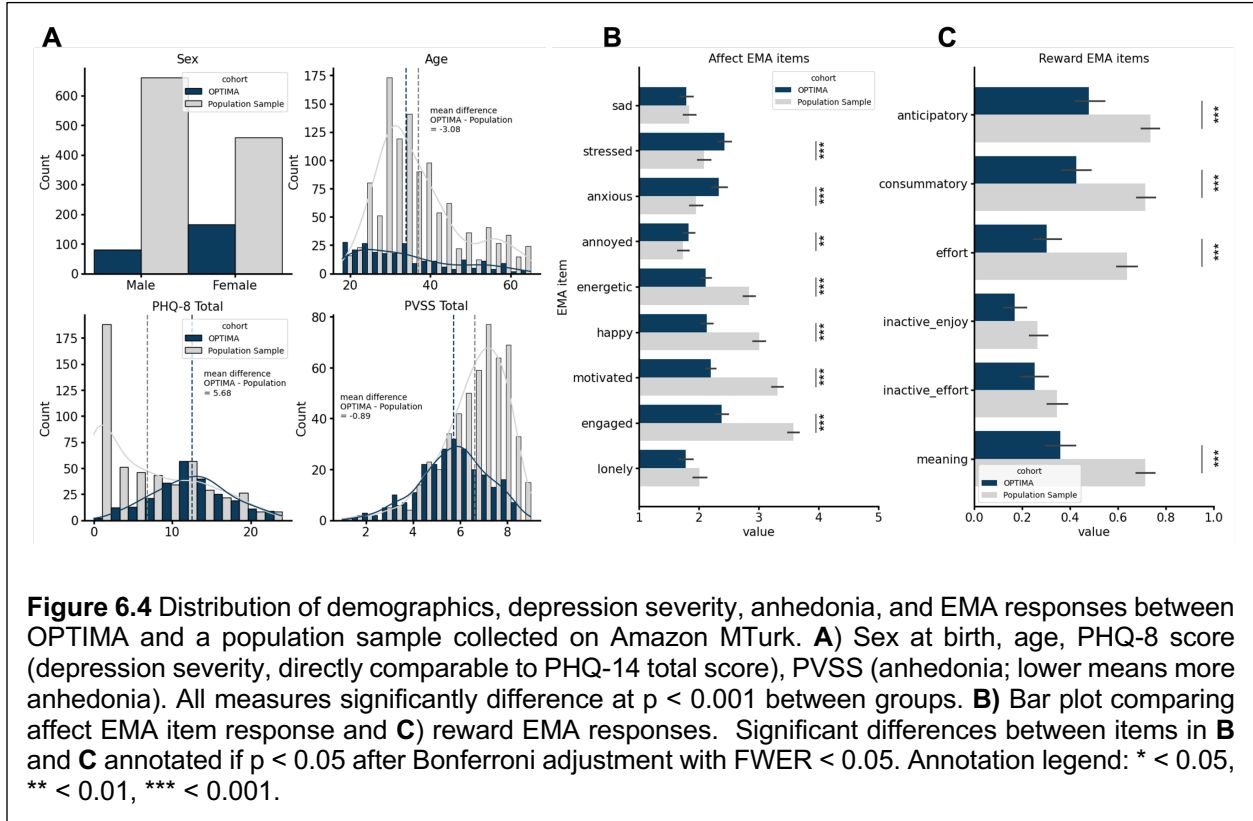 A
Sex
cohort
OPTIMA
Population Sample
Count
600
500
400
300
200
100
0
Male
Female
Age
mean difference
OPTIMA - Population
= -3.08
Count
175
150
125
100
75
50
25
0
20
40
60
PHQ-8 Total
cohort
OPTIMA
Population Sample
mean difference
OPTIMA - Population
= 5.68
Count
175
150
125
100
75
50
25
0
0
10
20
PVSS Total
mean difference
OPTIMA - Population
= -0.89
Count
80
60
40
20
0
2
4
6
8
B
Affect EMA items
cohort
OPTIMA
Population Sample
EMA item
sad
stressed
***
anxious
***
annoyed
**
energetic
***
happy
***
motivated
***
engaged
***
lonely
1
2
3
4
5
value
C
Reward EMA items
anticipatory
***
consummatory
***
effort
***
inactive_enjoy
inactive_effort
meaning
***
cohort
OPTIMA
Population Sample
0.0
0.2
0.4
0.6
0.8
1.0
value
Figure 6.4 Distribution of demographics, depression severity, anhedonia, and EMA responses between
OPTIMA and a population sample collected on Amazon MTurk. A) Sex at birth, age, PHQ-8 score
(depression severity, directly comparable to PHQ-14 total score), PVSS (anhedonia; lower means more
anhedonia). All measures significantly difference at p < 0.001 between groups. B) Bar plot comparing
affect EMA item response and C) reward EMA responses. Significant differences between items in B
and C annotated if p < 0.05 after Bonferroni adjustment with FWER < 0.05. Annotation legend: * < 0.05,
** < 0.01, *** < 0.001.